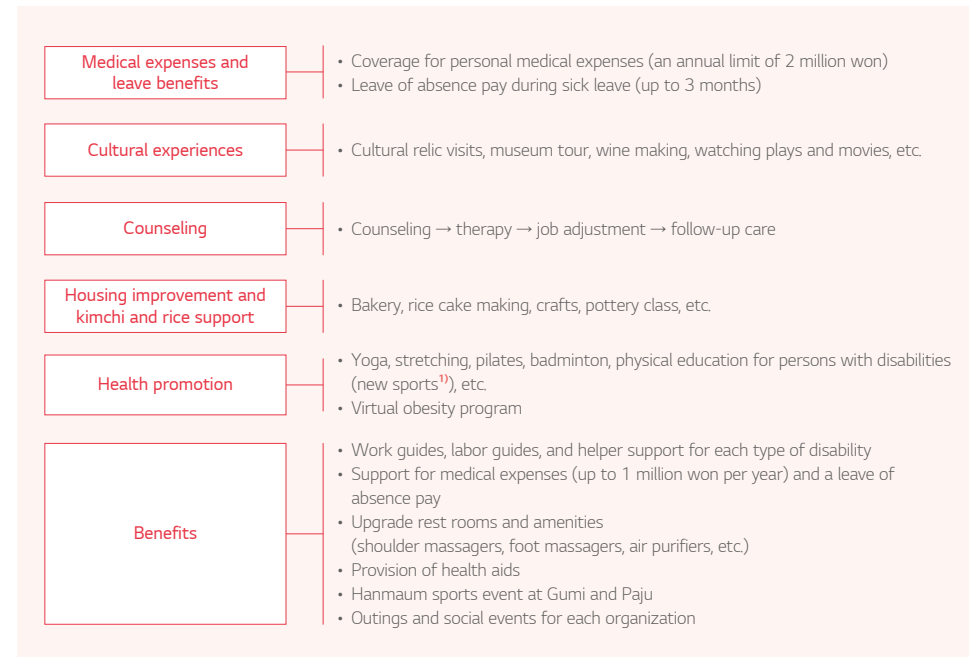 Medical expenses and
leave benefits
• Coverage for personal medical expenses (an annual limit of 2 million won)
• Leave of absence pay during sick leave (up to 3 months)
Cultural experiences
• Cultural relic visits, museum tour, wine making, watching plays and movies, etc.
Counseling
• Counseling → therapy → job adjustment → follow-up care
Housing improvement and
kimchi and rice support
• Bakery, rice cake making, crafts, pottery class, etc.
Health promotion
• Yoga, stretching, pilates, badminton, physical education for persons with disabilities
(new sports1)), etc.
• Virtual obesity program
Benefits
• Work guides, labor guides, and helper support for each type of disability
• Support for medical expenses (up to 1 million won per year) and a leave of
absence pay
• Upgrade rest rooms and amenities
(shoulder massagers, foot massagers, air purifiers, etc.)
• Provision of health aids
• Hanmaum sports event at Gumi and Paju
• Outings and social events for each organization